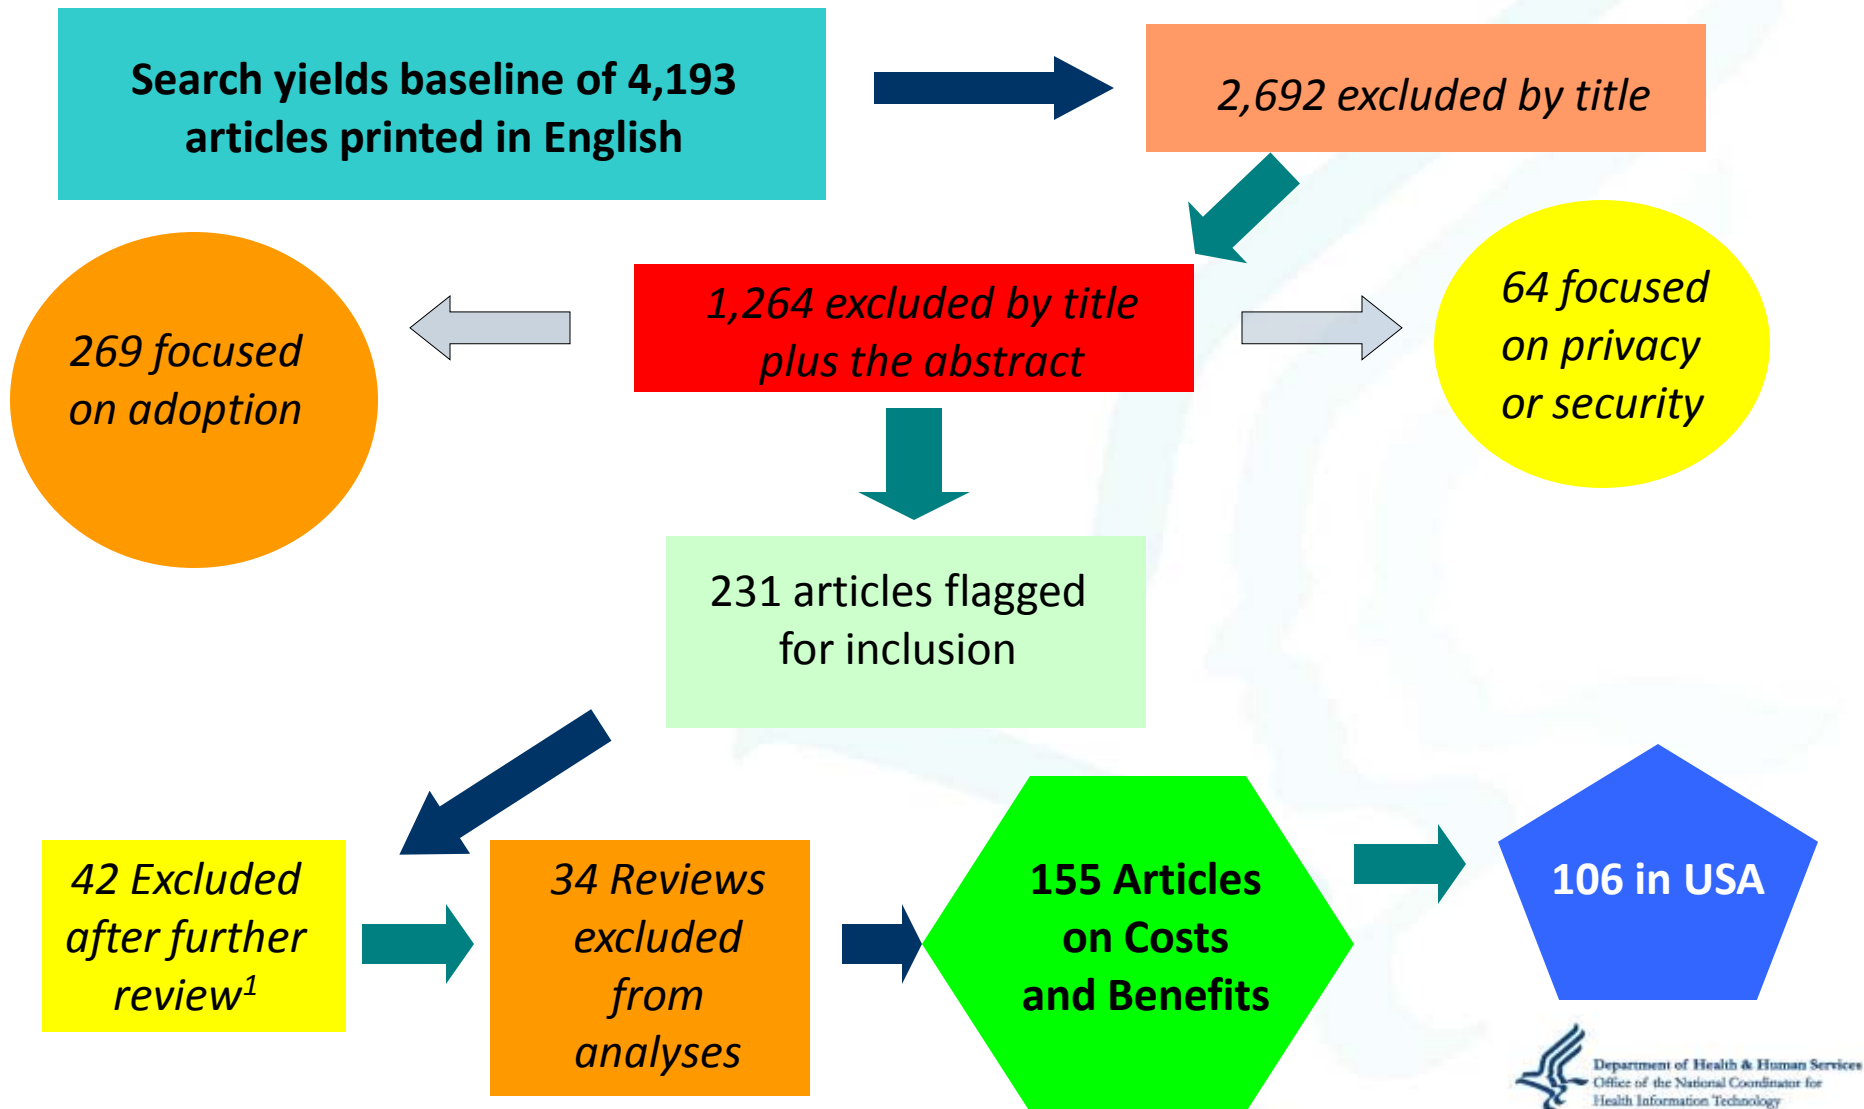 Search yields baseline of 4,193
articles printed in English
2,692 excluded by title
269 focused
on adoption
1,264 excluded by title
plus the abstract
64 focused
on privacy
or security
231 articles flagged
for inclusion
42 Excluded
after further
review1
34 Reviews
excluded
from
analyses
155 Articles
on Costs
and Benefits
106 in USA
Department of Health & Human Services
Office of the National Coordinator for
Health Information Technology